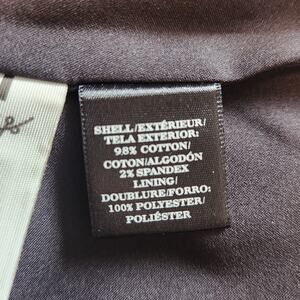 SHELL/EXTÉRIEUR/
TELA EXTERIOR:
98% COTTON/
COTON/ALGODÓN
2% SPANDEX
LINING/
DOUBLURE/FORRO:
100% POLYESTER/
POLIÉSTER